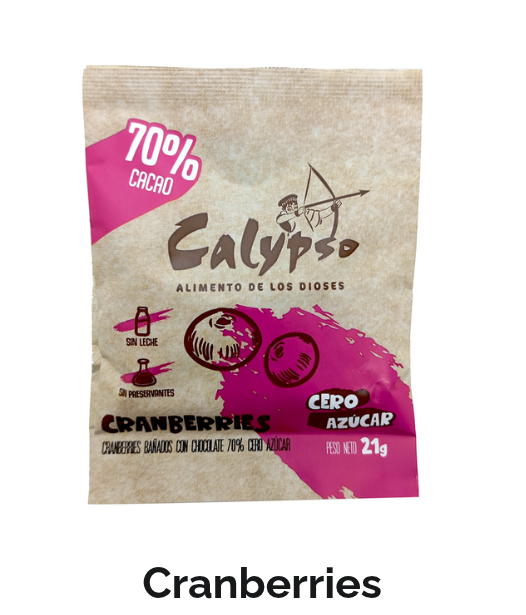 70%
CACAO
Calypso
ALIMENTO DE LOS DIOSES
SIN LECHE
SIN PRESERVANTES
CERO
AZÚCAR
CRANBERRIES
CRANBERRIES BAÑADOS CON CHOCOLATE 70% CERO AZÚCAR
PESO NETO 21g
Cranberries